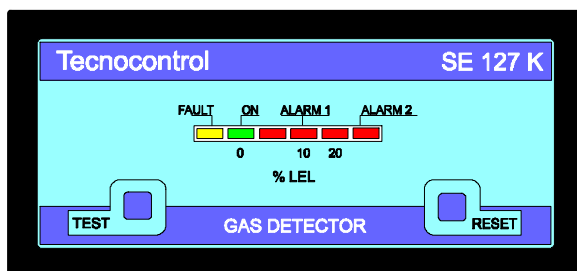 Tecnocontrol SE 127 K
FAULT ON ALARM 1 ALARM 2
0 10 20
% LEL
TEST GAS DETECTOR RESET